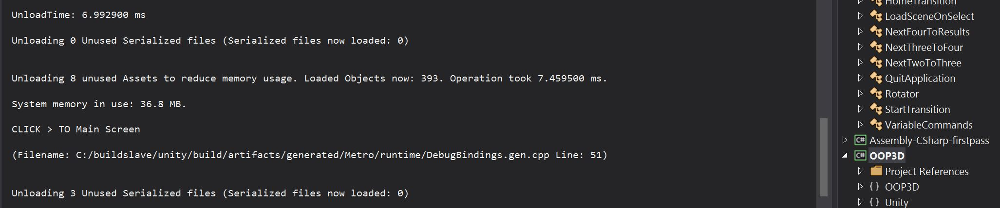 UnloadTime: 6.992900 ms
Unloading 0 Unused Serialized files (Serialized files now loaded: 0)
Unloading 8 unused Assets to reduce memory usage. Loaded Objects now: 393. Operation took 7.459500 ms.
System memory in use: 36.8 MB.
CLICK > TO Main Screen
(Filename: C:/buildslave/unity/build/artifacts/generated/Metro/runtime/DebugBindings.gen.cpp Line: 51)
Unloading 3 Unused Serialized files (Serialized files now loaded: 0)
HomeTransition
LoadSceneOnSelect
NextFourToResults
NextThreeToFour
NextTwoToThree
QuitApplication
Rotator
StartTransition
VariableCommands
C# Assembly-CSharp-firstpass
C# OOP3D
Project References
{ } OOP3D
{ } Unity